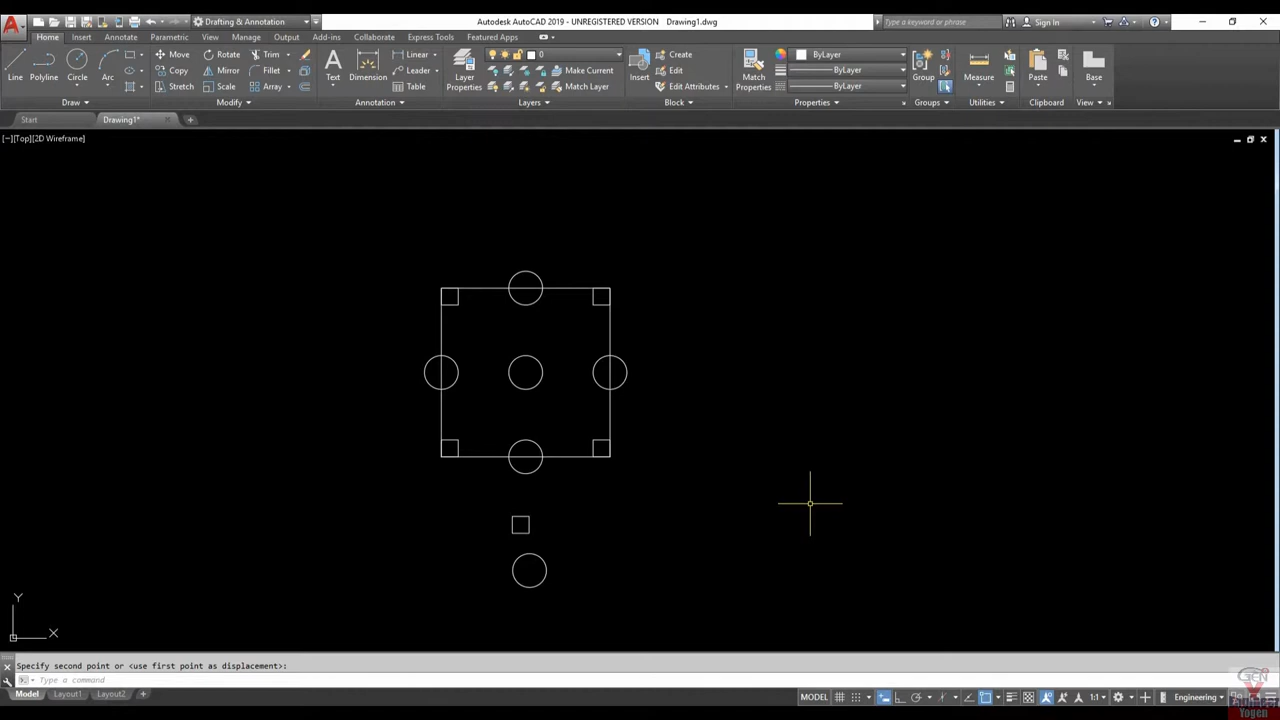 Drafting & Annotation
Autodesk AutoCAD 2019 - UNREGISTERED VERSION Drawing1.dwg
Type a keyword or phrase
Sign In
Home Insert Annotate Parametric View Manage Output Add-ins Collaborate Express Tools Featured Apps
Line Polyline Circle Arc
Move Rotate Trim
Copy Mirror Fillet
Stretch Scale Array
Text Dimension
Linear
Leader
Table
Layer Properties
0
Make Current
Match Layer
Insert
Create
Edit
Edit Attributes
Match Properties
ByLayer
ByLayer
ByLayer
Group
Measure
Paste
Base
Draw Modify Annotation Layers Block Properties Groups Utilities Clipboard View
Start Drawing1*
[−][Top][2D Wireframe]
Y
X
Specify second point or <use first point as displacement>:
Type a command
Model Layout1 Layout2
MODEL 1:1 Engineering
GEN
Yogen